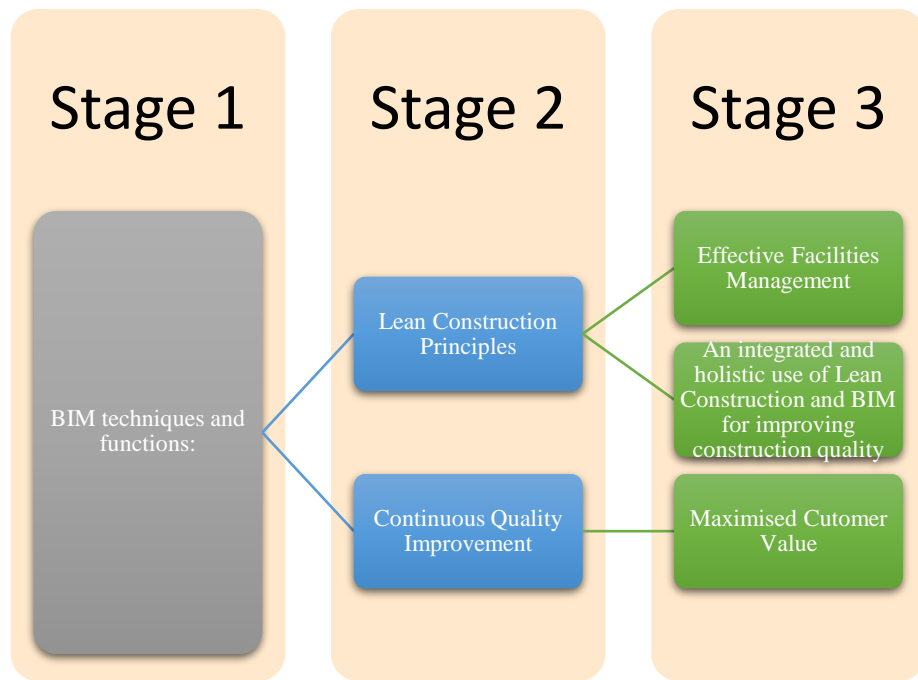 Stage 1
Stage 2
Stage 3
BIM techniques and
functions:
Lean Construction
Principles
Continuous Quality
Improvement
Effective Facilities
Management
An integrated and
holistic use of Lean
Construction and BIM
for improving
construction quality
Maximised Cutomer
Value